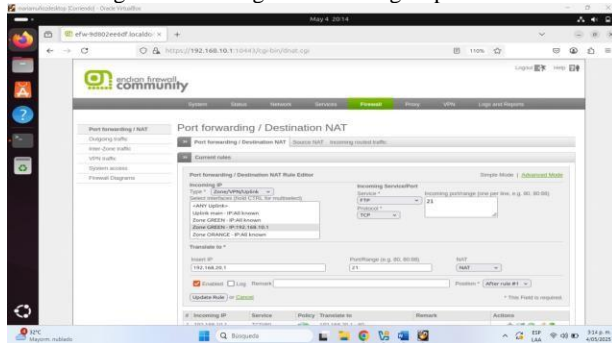 May 4 20:14
efw-9db02ee6df.localdo
https://192.168.10.1:10443/cgi-bin/dnat.cgi
110%
Logout Help
endian firewall
community
System Status Network Services Firewall Proxy VPN Logs and Reports
Port forwarding / NAT
Outgoing traffic
Inter-Zone traffic
VPN traffic
System access
Firewall Diagrams
Port forwarding / Destination NAT
Port forwarding / Destination NAT Source NAT Incoming routed traffic
Current rules
Port forwarding / Destination NAT Rule Editor
Simple Mode | Advanced Mode
Incoming IP
Type * Zone/VPN/Uplink
Select interfaces (hold CTRL for multiselect)
<ANY Uplink>
Uplink main - IP:All known
Zone GREEN - IP:All known
Zone GREEN - IP:192.168.10.1
Zone ORANGE - IP:All known
Incoming Service/Port
Service *
FTP
Protocol *
TCP
Incoming port/range (one per line, e.g. 80, 80:88)
21
Translate to *
Insert IP
192.168.20.1
Port/Range (e.g. 80, 80:88)
21
NAT
NAT
Enabled Log Remark
Position * After rule #1
Update Rule or Cancel
* This Field is required.
# Incoming IP Service Policy Translate to Remark Actions
32°C
Mayorm. nublado
Búsqueda
ESP
LAA
3:14 p. m.